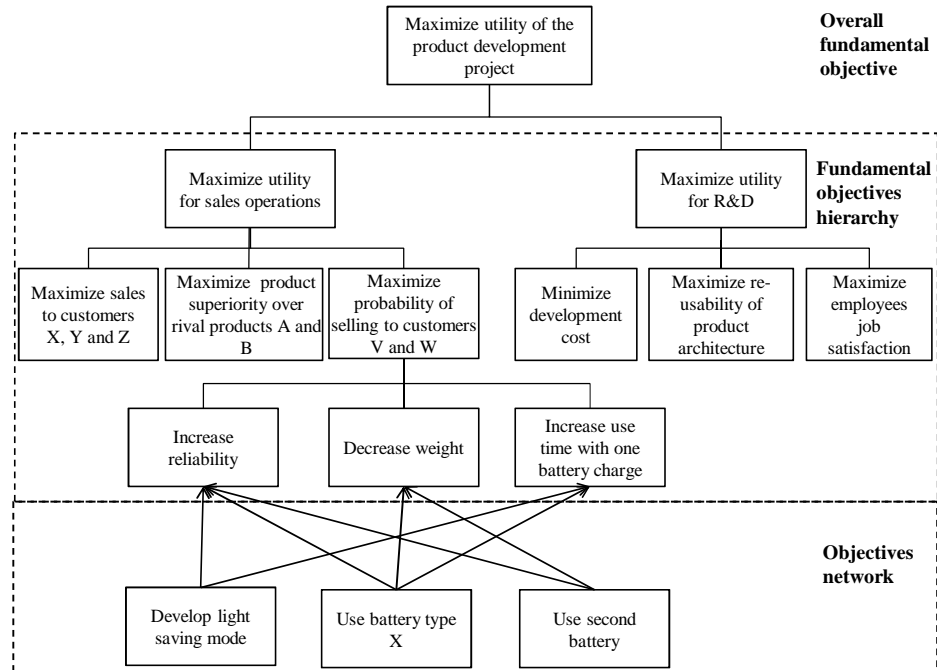 Maximize utility of the
product development
project
Overall
fundamental
objective
Maximize utility
for sales operations
Maximize utility
for R&D
Fundamental
objectives
hierarchy
Maximize sales
to customers
X, Y and Z
Maximize product
superiority over
rival products A and
B
Maximize
probability of
selling to customers
V and W
Minimize
development
cost
Maximize re-
usability of
product
architecture
Maximize
employees
job
satisfaction
Increase
reliability
Decrease weight
Increase use
time with one
battery charge
Objectives
network
Develop light
saving mode
Use battery type
X
Use second
battery